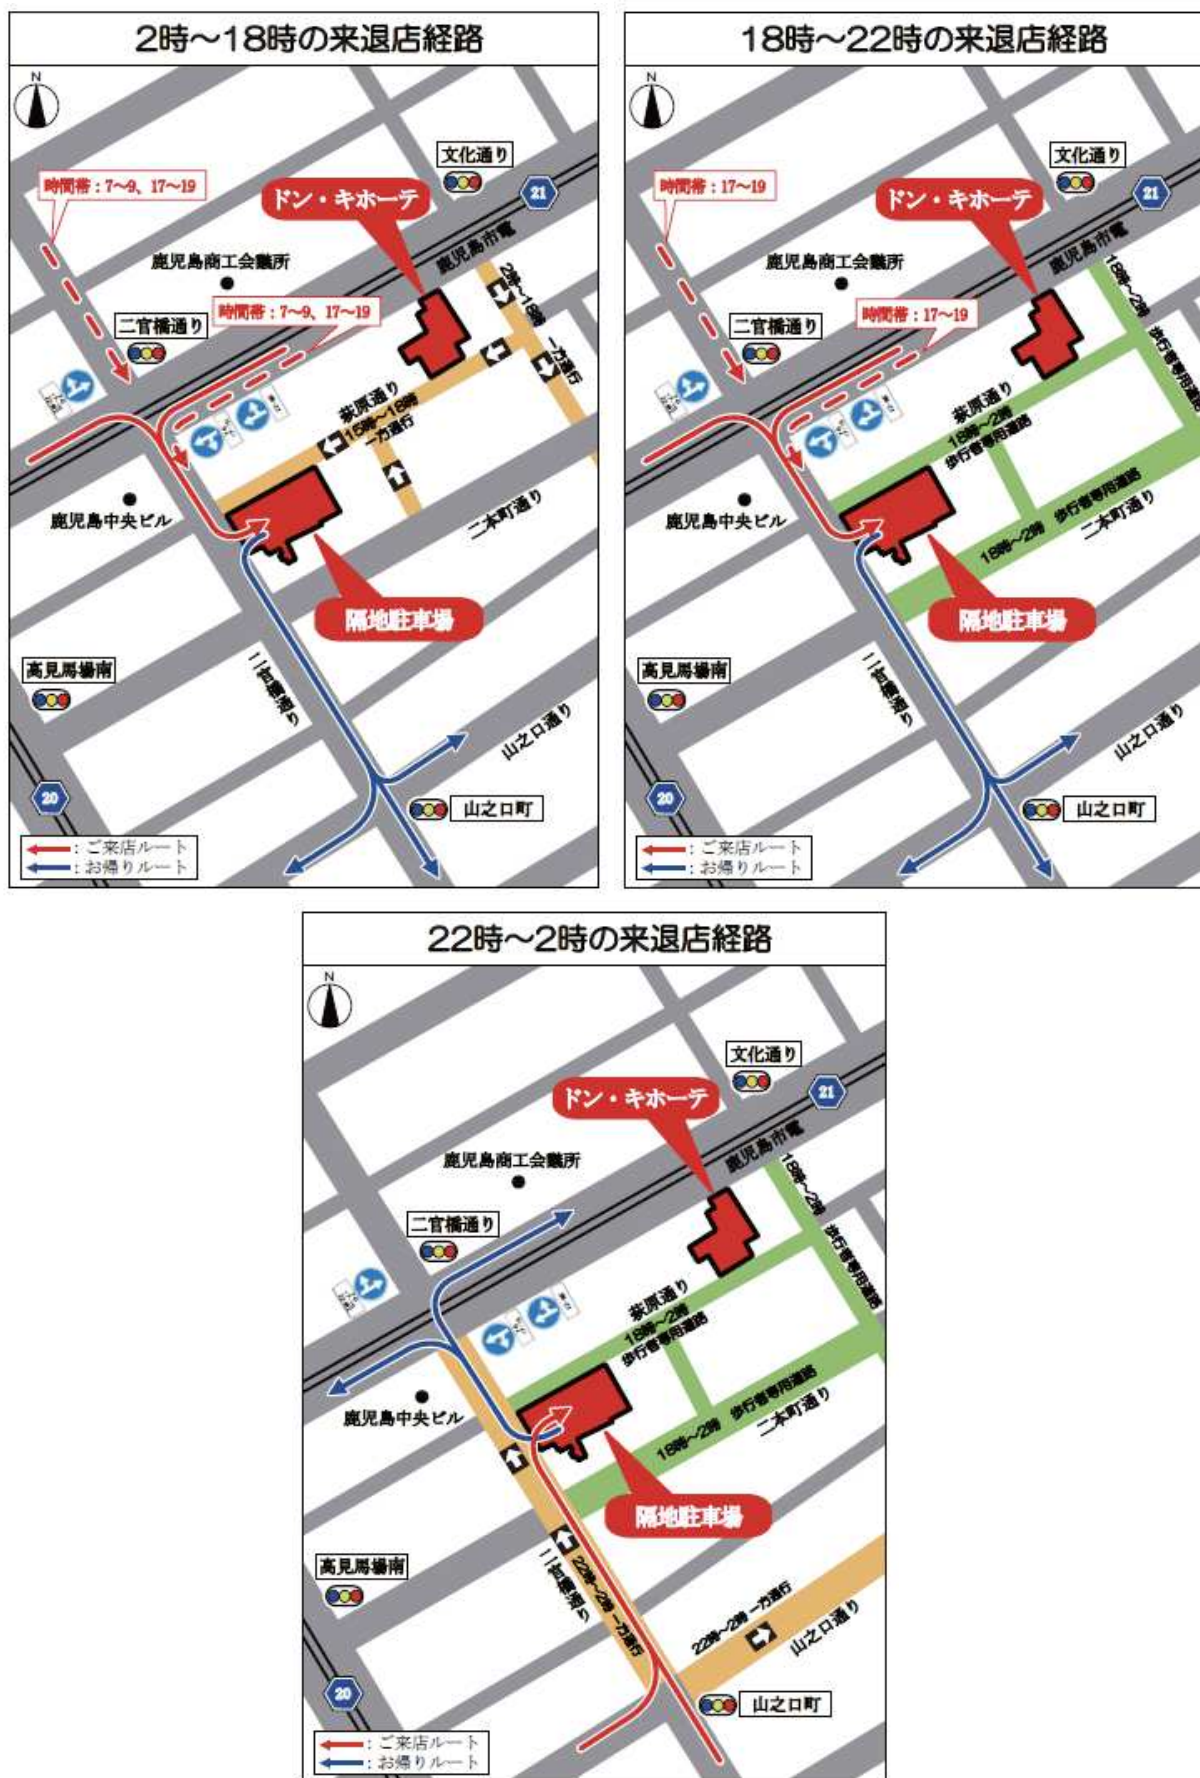 2時～18時の来退店経路
N
文化通り
時間帯：7～9、17～19
ドン・キホーテ
21
鹿児島市電
鹿児島商工会議所
2時～18時 一方通行
時間帯：7～9、17～19
二官橋通り
萩原通り
15時～18時
一方通行
鹿児島中央ビル
二本町通り
隔地駐車場
高見馬場南
二官橋通り
山之口通り
20
山之口町
：ご来店ルート
：お帰りルート
18時～22時の来退店経路
N
文化通り
時間帯：17～19
ドン・キホーテ
21
鹿児島市電
鹿児島商工会議所
18時～2時 歩行者専用道路
時間帯：17～19
二官橋通り
萩原通り
18時～2時
歩行者専用道路
鹿児島中央ビル
18時～2時 歩行者専用道路
二本町通り
隔地駐車場
高見馬場南
二官橋通り
山之口通り
20
山之口町
：ご来店ルート
：お帰りルート
22時～2時の来退店経路
N
文化通り
ドン・キホーテ
21
鹿児島市電
鹿児島商工会議所
18時～2時 歩行者専用道路
二官橋通り
萩原通り
18時～2時
歩行者専用道路
鹿児島中央ビル
18時～2時 歩行者専用道路
二本町通り
隔地駐車場
高見馬場南
二官橋通り
22時～2時 一方通行
22時～2時 一方通行
山之口通り
20
山之口町
：ご来店ルート
：お帰りルート